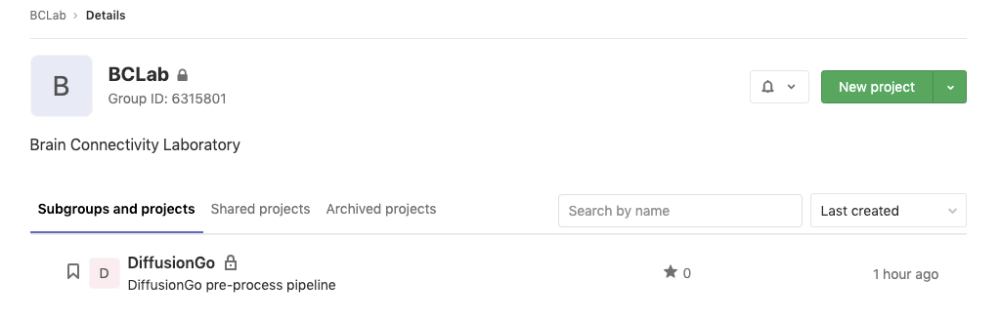 BCLab > Details
B
BCLab
Group ID: 6315801
New project
Brain Connectivity Laboratory
Subgroups and projects Shared projects Archived projects Search by name Last created
D
DiffusionGo
DiffusionGo pre-process pipeline
0
1 hour ago